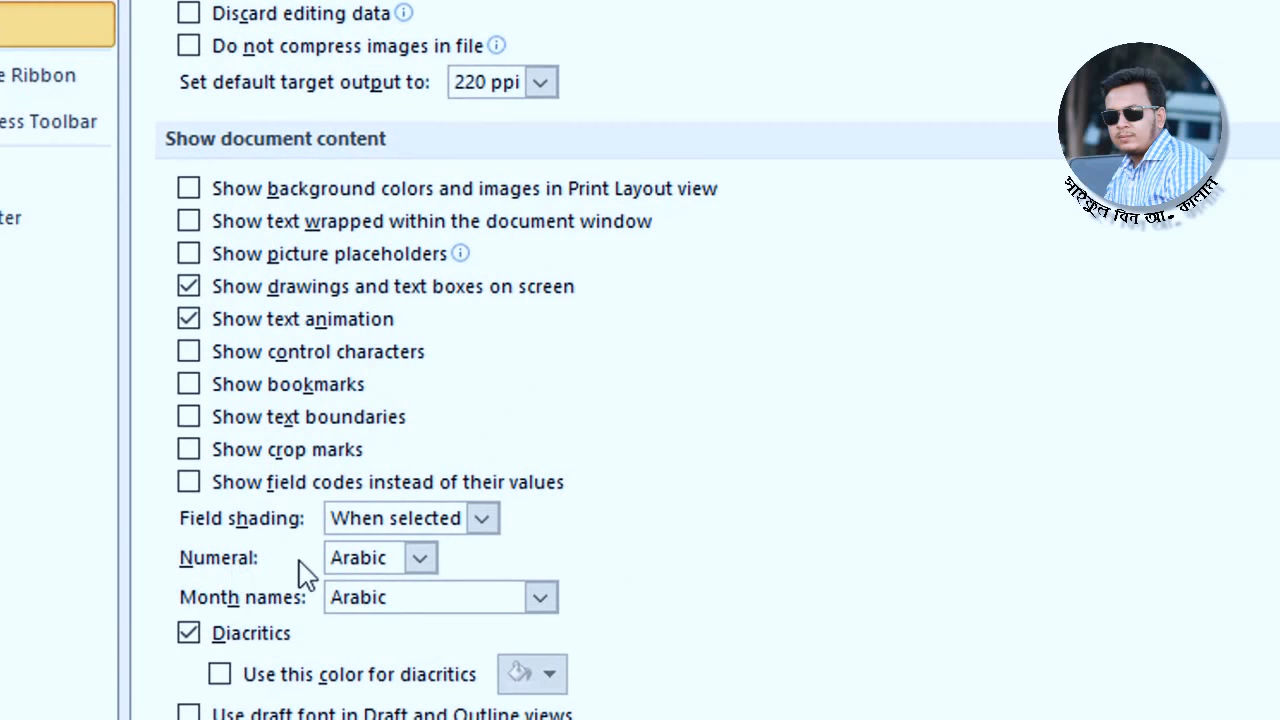 Discard editing data
Do not compress images in file
Set default target output to: 220 ppi
e Ribbon
ess Toolbar
Show document content
Show background colors and images in Print Layout view
সাইফুল বিন আ. কালাম
ter
Show text wrapped within the document window
Show picture placeholders
Show drawings and text boxes on screen
Show text animation
Show control characters
Show bookmarks
Show text boundaries
Show crop marks
Show field codes instead of their values
Field shading: When selected
Numeral: Arabic
Month names: Arabic
Diacritics
Use this color for diacritics
Use draft font in Draft and Outline views